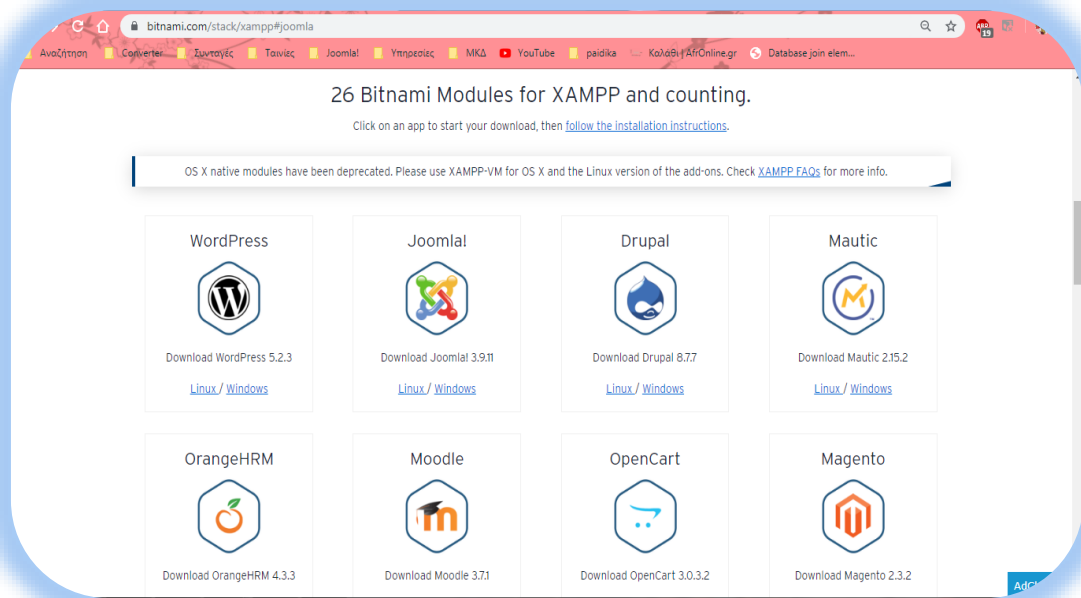 bitnami.com/stack/xampp#joomla
ABP
19
Αναζήτηση Converter Συνταγές Ταινίες Joomla! Υπηρεσίες ΜΚΔ YouTube paidika Καλάθι | AfrOnline.gr Database join elem...
26 Bitnami Modules for XAMPP and counting.
Click on an app to start your download, then follow the installation instructions.
OS X native modules have been deprecated. Please use XAMPP-VM for OS X and the Linux version of the add-ons. Check XAMPP FAQs for more info.
WordPress Joomla! Drupal Mautic
Download WordPress 5.2.3 Download Joomla! 3.9.11 Download Drupal 8.7.7 Download Mautic 2.15.2
Linux / Windows Linux / Windows Linux / Windows Linux / Windows
OrangeHRM Moodle OpenCart Magento
Download OrangeHRM 4.3.3 Download Moodle 3.7.1 Download OpenCart 3.0.3.2 Download Magento 2.3.2